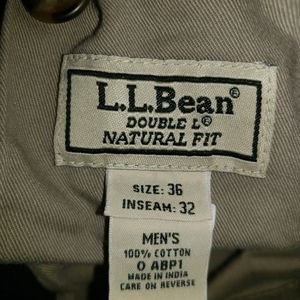 L.L.Bean®
DOUBLE L®
NATURAL FIT
SIZE: 36
INSEAM: 32
MEN'S
100% COTTON
0 ABP1
MADE IN INDIA
CARE ON REVERSE